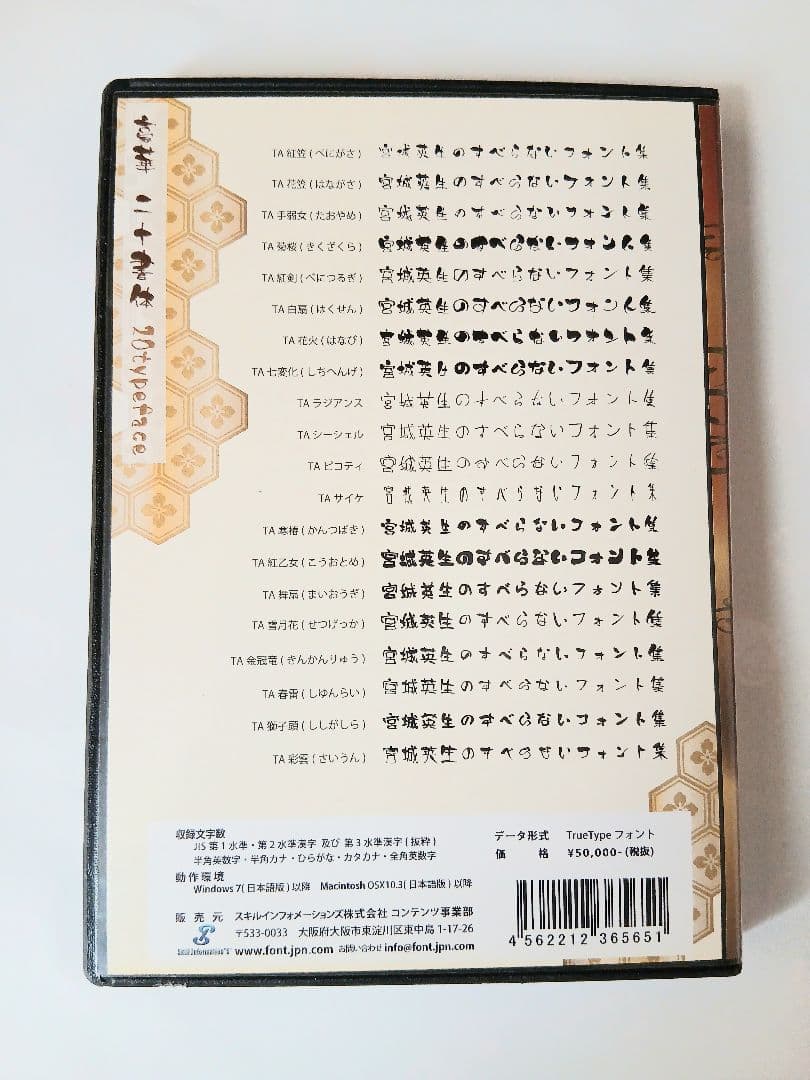 宮華 二十書体 20typeface
TA 紅笠 ( べにがさ ) 宮城英生のすべらないフォント集
TA 花笠 ( はながさ ) 宮城英生のすべらないフォント集
TA 手弱女 ( たおやめ ) 宮城英生のすべらないフォント集
TA 菊桜 ( きくざくら ) 宮城英生のすべらないフォント集
TA 紅剣 ( べにつるぎ ) 宮城英生のすべらないフォント集
TA 白扇 ( はくせん ) 宮城英生のすべらないフォント集
TA 花火 ( はなび ) 宮城英生のすべらないフォント集
TA 七変化 ( しちへんげ ) 宮城英生のすべらないフォント集
TA ラジアンス 宮城英生のすべらないフォント集
TA シーシェル 宮城英生のすべらないフォント集
TA ピコティ 宮城英生のすべらないフォント集
TA サイケ 宮城英生のすべらないフォント集
TA 寒椿 ( かんつばき ) 宮城英生のすべらないフォント集
TA 紅乙女 ( こうおとめ ) 宮城英生のすべらないフォント集
TA 舞扇 ( まいおうぎ ) 宮城英生のすべらないフォント集
TA 雪月花 ( せつげっか ) 宮城英生のすべらないフォント集
TA 金冠竜 ( きんかんりゅう ) 宮城英生のすべらないフォント集
TA 春雷 ( しゆんらい ) 宮城英生のすべらないフォント集
TA 獅子頭 ( ししがしら ) 宮城英生のすべらないフォント集
TA 彩雲 ( さいうん ) 宮城英生のすべらないフォント集
収録文字数
JIS 第 1 水準・第 2 水準漢字 及び 第 3 水準漢字 ( 抜粋 )
半角英数字・半角カナ・ひらがな・カタカナ・全角英数字
動作環境
Windows 7( 日本語版 ) 以降 Macintosh OSX10.3( 日本語版 ) 以降
販 売 元 スキルインフォメーションズ株式会社 コンテンツ事業部
〒533-0033 大阪府大阪市東淀川区東中島 1-17-26
Skill Informations"S" www.font.jpn.com お問い合わせ info@font.jpn.com
データ形式 TrueType フォント
価 格 ¥50,000-(税抜)
4 562212 365651